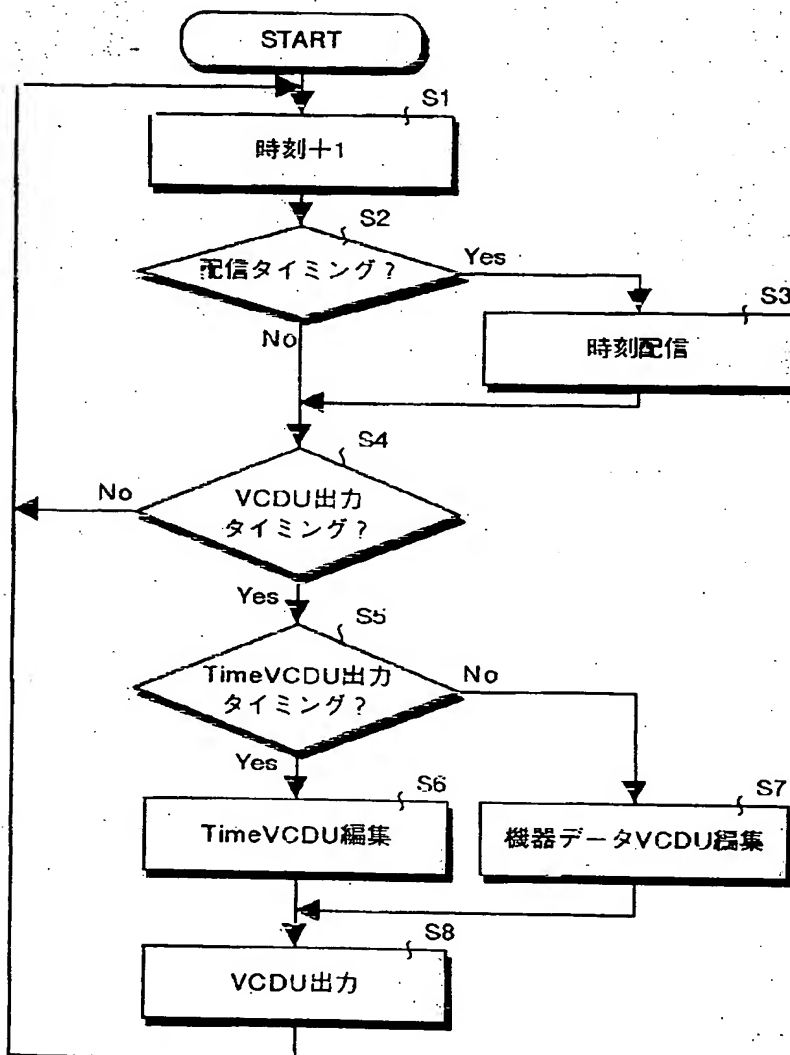 START
S1
時刻+1
S2
配信タイミング?
Yes
No
S3
時刻配信
S4
VCDU出力
タイミング?
No
Yes
S5
TimeVCDU出力
タイミング?
No
Yes
S6
TimeVCDU編集
S7
機器データVCDU編集
S8
VCDU出力